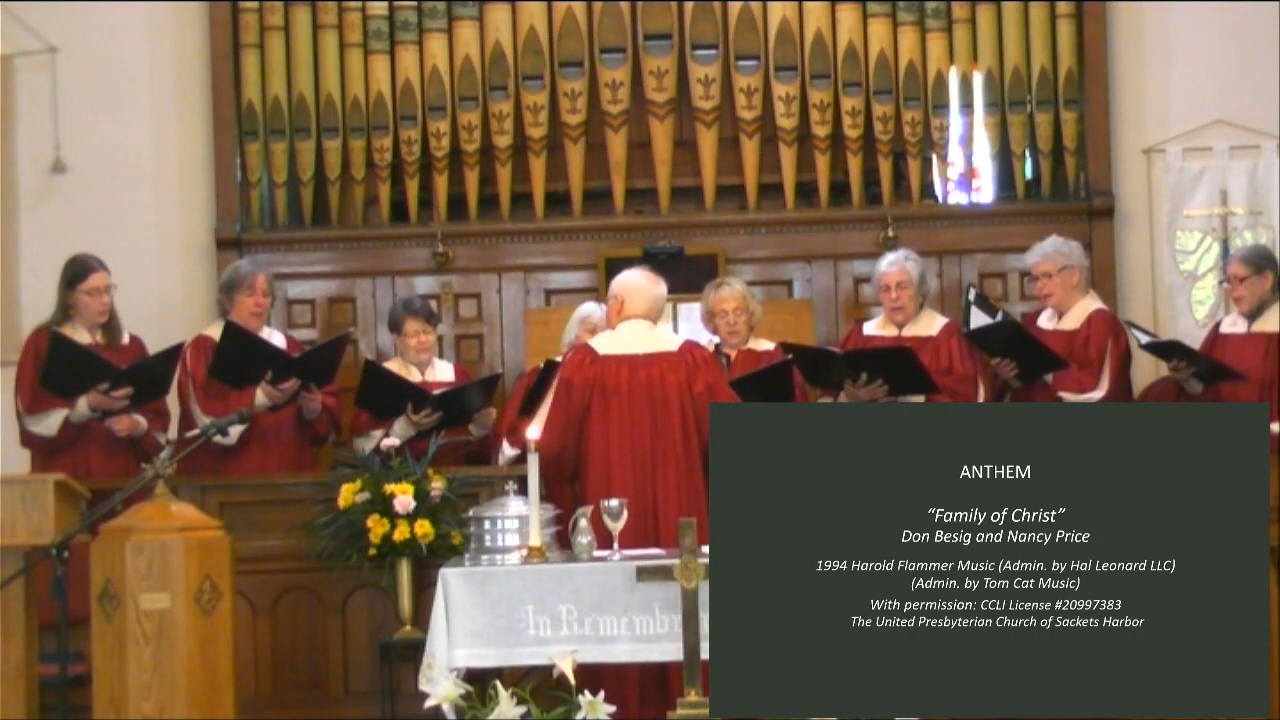 In Remembr
ANTHEM
“Family of Christ”
Don Besig and Nancy Price
1994 Harold Flammer Music (Admin. by Hal Leonard LLC)
(Admin. by Tom Cat Music)
With permission: CCLI License #20997383
The United Presbyterian Church of Sackets Harbor